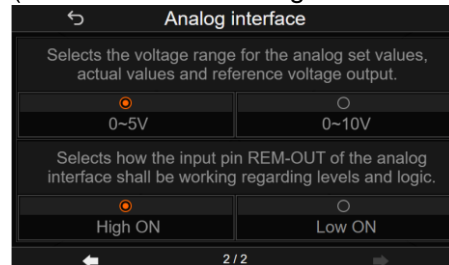 Analog interface
Selects the voltage range for the analog set values,
actual values and reference voltage output.
0~5V
0~10V
Selects how the input pin REM-OUT of the analog
interface shall be working regarding levels and logic.
High ON
Low ON
2 / 2